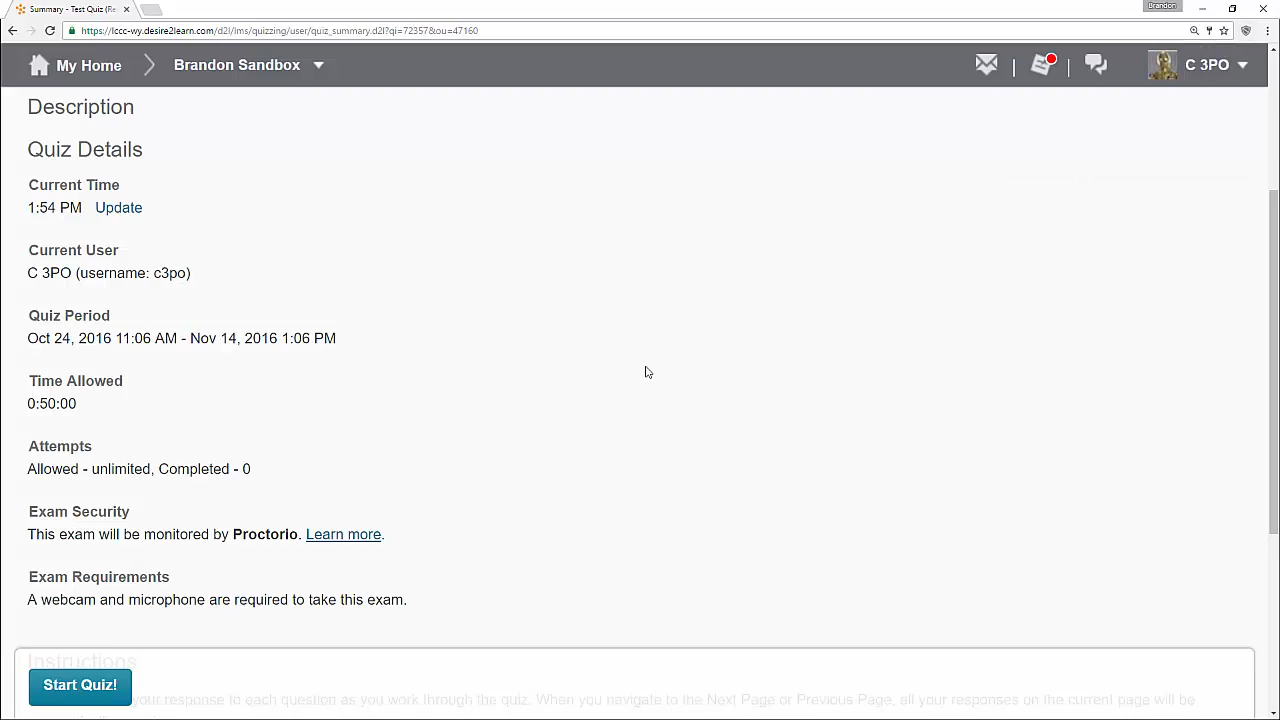 Summary - Test Quiz (Re
Brandon
https://lccc-wy.desire2learn.com/d2l/lms/quizzing/user/quiz_summary.d2l?qi=72357&ou=47160
My Home Brandon Sandbox C 3PO
Description
Quiz Details
Current Time
1:54 PM Update
Current User
C 3PO (username: c3po)
Quiz Period
Oct 24, 2016 11:06 AM - Nov 14, 2016 1:06 PM
Time Allowed
0:50:00
Attempts
Allowed - unlimited, Completed - 0
Exam Security
This exam will be monitored by Proctorio. Learn more.
Exam Requirements
A webcam and microphone are required to take this exam.
Instructions
Start Quiz!
your response to each question as you work through the quiz. When you navigate to the Next Page or Previous Page, all your responses on the current page will be